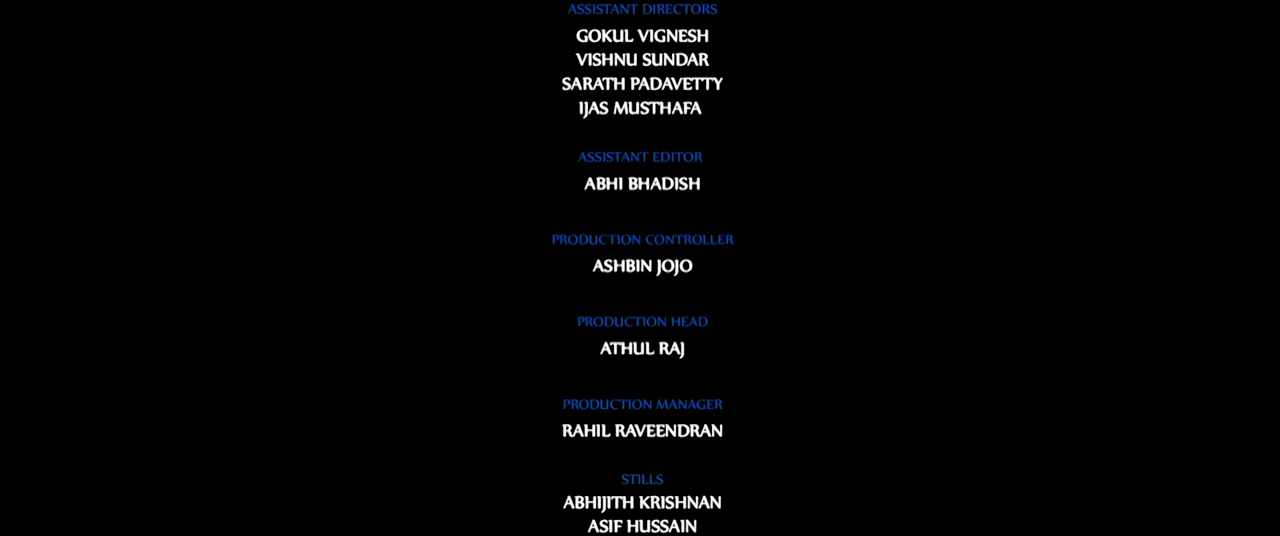 ASSISTANT DIRECTORS
GOKUL VIGNESH
VISHNU SUNDAR
SARATH PADAVETTY
IJAS MUSTHAFA
ASSISTANT EDITOR
ABHI BHADISH
PRODUCTION CONTROLLER
ASHBIN JOJO
PRODUCTION HEAD
ATHUL RAJ
PRODUCTION MANAGER
RAHIL RAVEENDRAN
STILLS
ABHIJITH KRISHNAN
ASIF HUSSAIN